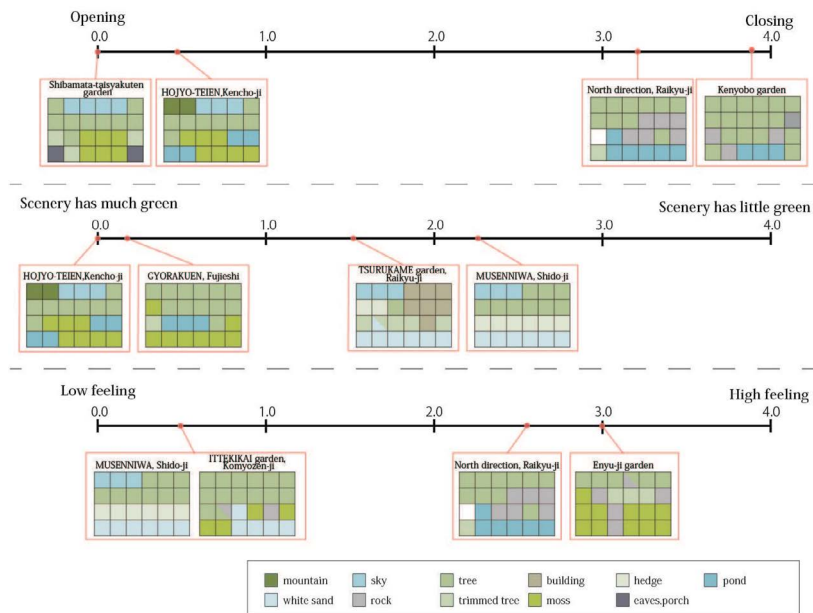 Opening
Closing
0.0 1.0 2.0 3.0 4.0
Shibamata-taisyakuten
garden
HOJYO-TEIEN,Kencho-ji
North direction, Raikyu-ji
Kenyobo garden
Scenery has much green
Scenery has little green
0.0 1.0 2.0 3.0 4.0
HOJYO-TEIEN,Kencho-ji
GYORAKUEN, Fujieshi
TSURUKAME garden,
Raikyu-ji
MUSENNIWA, Shido-ji
Low feeling
High feeling
0.0 1.0 2.0 3.0 4.0
MUSENNIWA, Shido-ji
ITTEKIKAI garden,
Komyozen-ji
North direction, Raikyu-ji
Enyu-ji garden
mountain sky tree building hedge pond
white sand rock trimmed tree moss eaves,porch